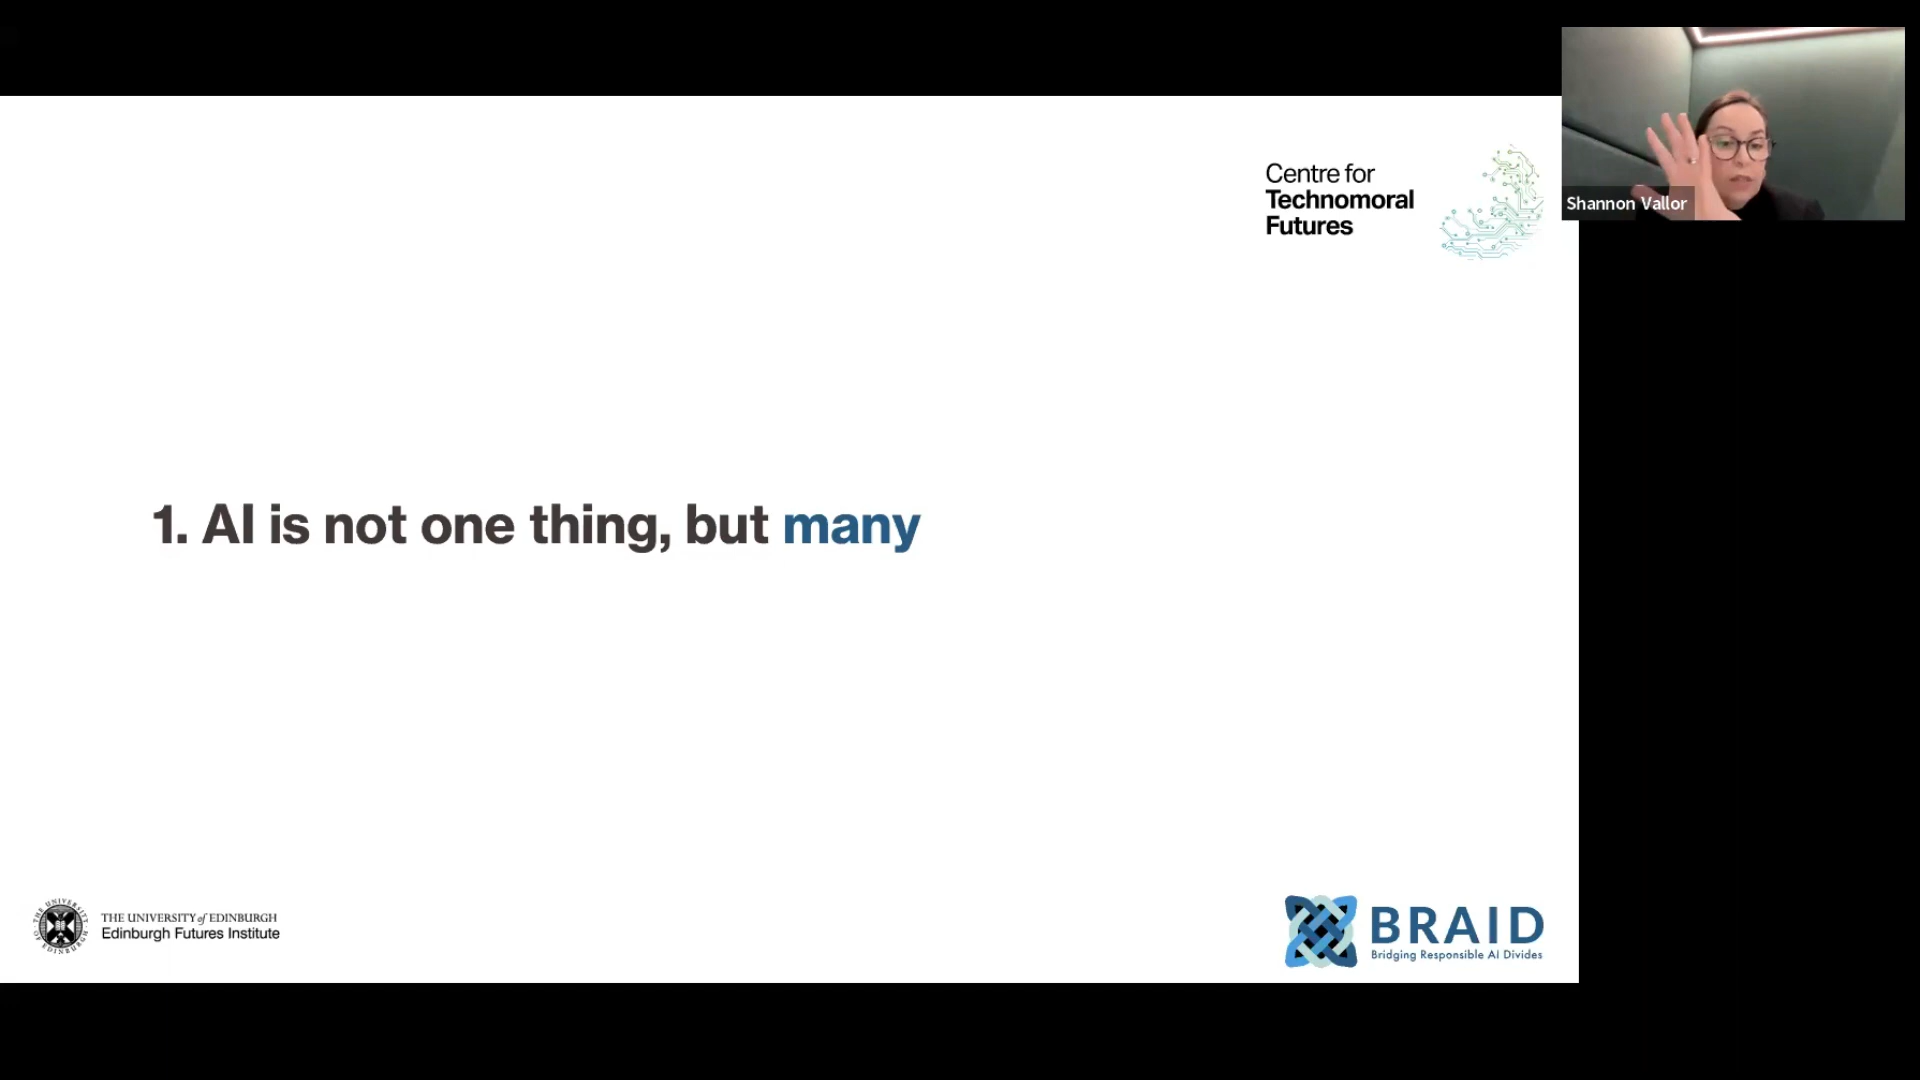 Centre for
Technomoral
Futures
Shannon Vallor
1. AI is not one thing, but many
THE UNIVERSITY of EDINBURGH
Edinburgh Futures Institute
BRAID
Bridging Responsible AI Divides